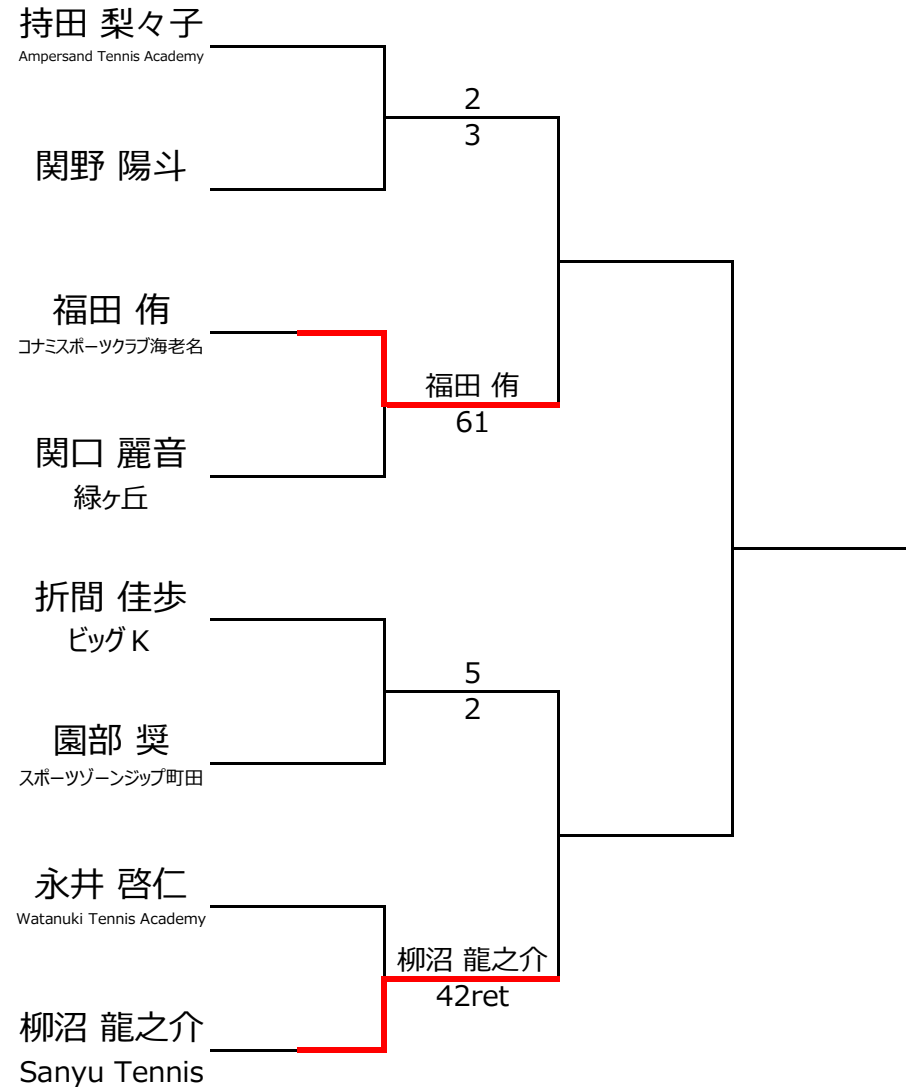 持田 梨々子
Ampersand Tennis Academy
2
3
関野 陽斗
福田 侑
コナミスポーツクラブ海老名
福田 侑
61
関口 麗音
緑ヶ丘
折間 佳歩
ビッグK
5
2
園部 奨
スポーツゾーンジップ町田
永井 啓仁
Watanuki Tennis Academy
柳沼 龍之介
42ret
柳沼 龍之介
Sanyu Tennis